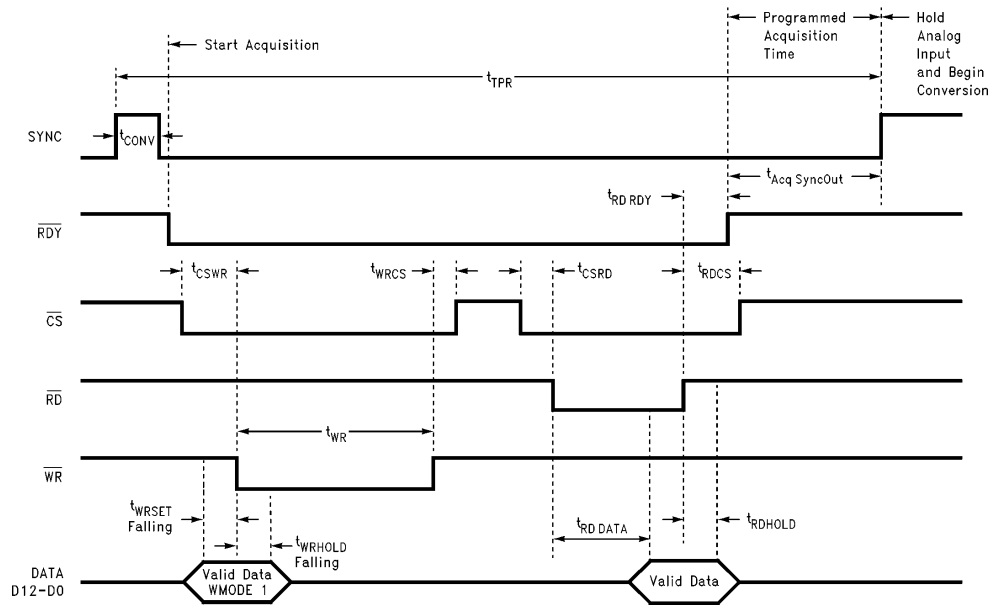 Start Acquisition
Programmed
Acquisition
Time
Hold
Analog
Input
and Begin
Conversion
tTPR
SYNC
tCONV
tAcq SyncOut
tRD RDY
RDY
tCSWR
tWRCS
tCSRD
tRDCS
CS
RD
tWR
WR
tWRSET
Falling
tWRHOLD
Falling
tRD DATA
tRDHOLD
DATA
D12-D0
Valid Data
WMODE 1
Valid Data